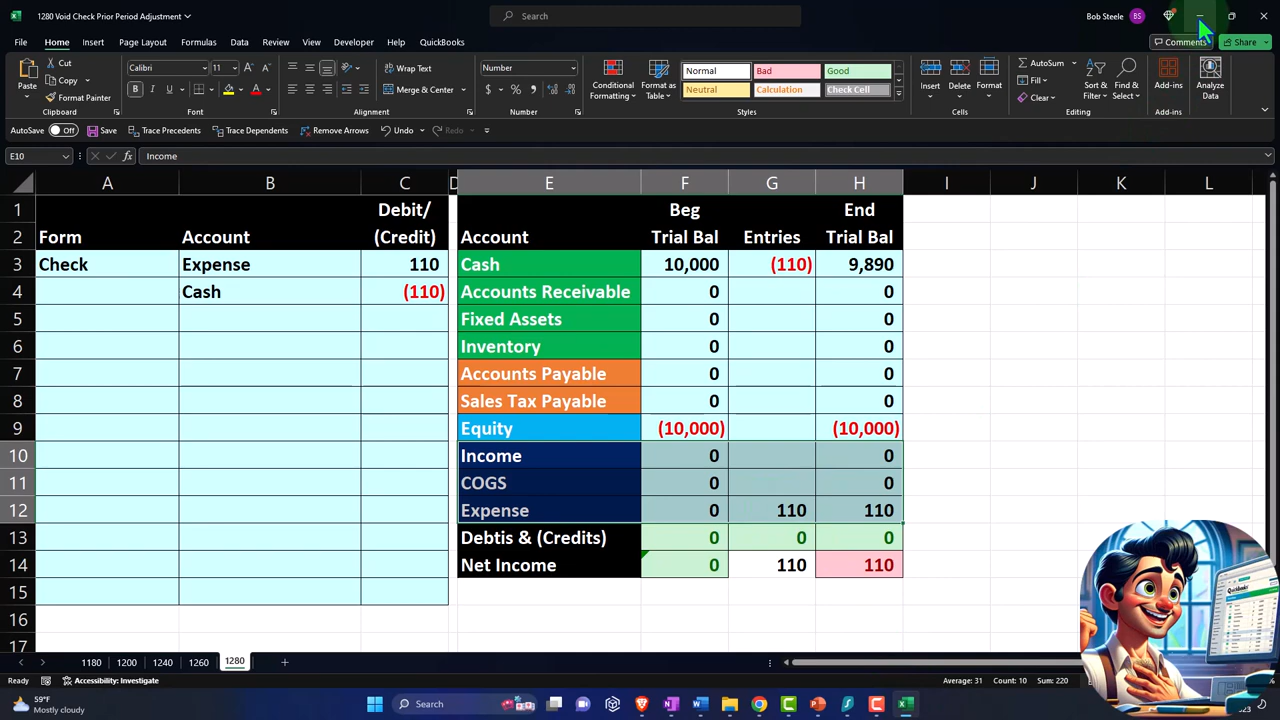 1280 Void Check Prior Period Adjustment
Search
Bob Steele BS
File Home Insert Page Layout Formulas Data Review View Developer Help QuickBooks
Comments Share
Paste Cut Copy Format Painter Clipboard
Calibri 11 Font
Wrap Text Merge & Center Alignment
Number Number
Conditional Formatting Format as Table
Normal Bad Good
Neutral Calculation Check Cell
Styles
Insert Delete Format Cells
AutoSum Fill Clear Sort & Filter Find & Select Editing
Add-ins Add-ins
Analyze Data
AutoSave Off Save Trace Precedents Trace Dependents Remove Arrows Undo Redo
E10 fx Income
A B C D E F G H I J K L
1 Debit/ Beg End
2 Form Account (Credit) Account Trial Bal Entries Trial Bal
3 Check Expense 110 Cash 10,000 (110) 9,890
4 Cash (110) Accounts Receivable 0 0
5 Fixed Assets 0 0
6 Inventory 0 0
7 Accounts Payable 0 0
8 Sales Tax Payable 0 0
9 Equity (10,000) (10,000)
10 Income 0 0
11 COGS 0 0
12 Expense 0 110 110
13 Debtis & (Credits) 0 0 0
14 Net Income 0 110 110
15
16
17
1180 1200 1240 1260 1280
Ready Accessibility: Investigate Average: 31 Count: 10 Sum: 220
59°F
Mostly cloudy
Search
QuickBooks